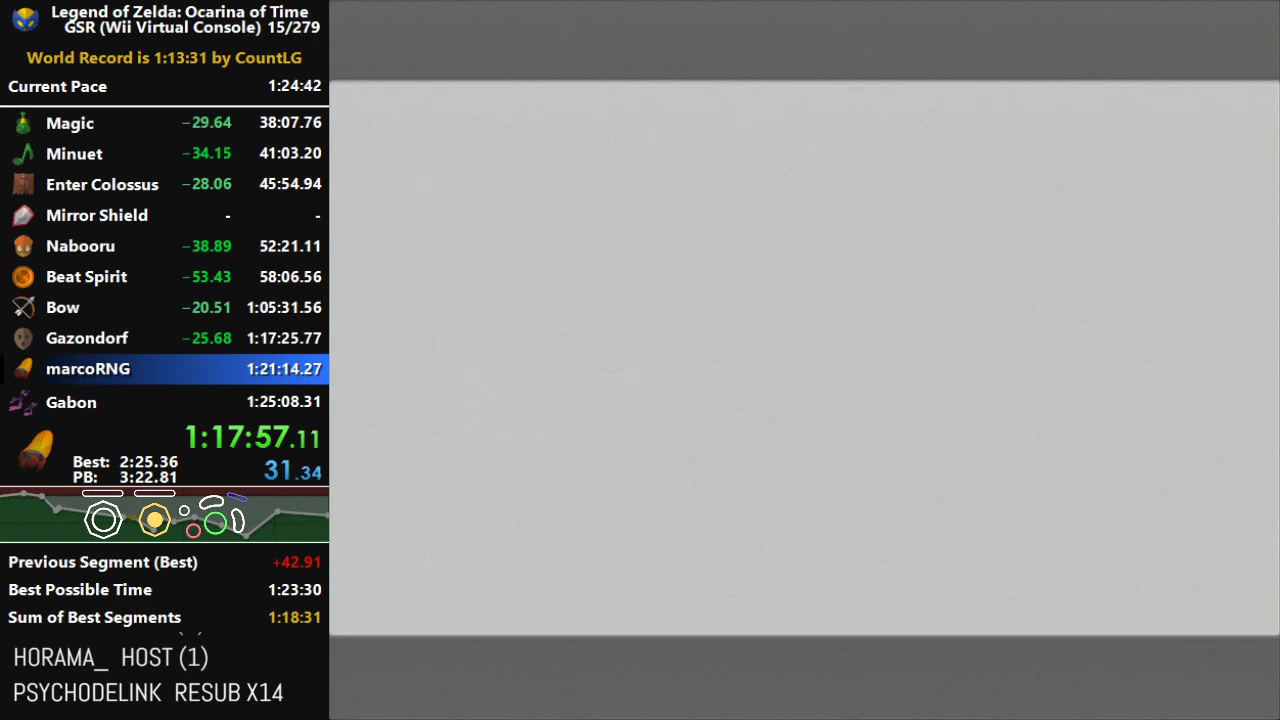 Legend of Zelda: Ocarina of Time
GSR (Wii Virtual Console) 15/279
World Record is 1:13:31 by CountLG
Current Pace 1:24:42
Magic -29.64 38:07.76
Minuet -34.15 41:03.20
Enter Colossus -28.06 45:54.94
Mirror Shield - -
Nabooru -38.89 52:21.11
Beat Spirit -53.43 58:06.56
Bow -20.51 1:05:31.56
Gazondorf -25.68 1:17:25.77
marcoRNG 1:21:14.27
Gabon 1:25:08.31
1:17:57.11
Best: 2:25.36
PB: 3:22.81
31.34
Previous Segment (Best) +42.91
Best Possible Time 1:23:30
Sum of Best Segments 1:18:31
HORAMA_ HOST (1)
PSYCHODELINK RESUB X14